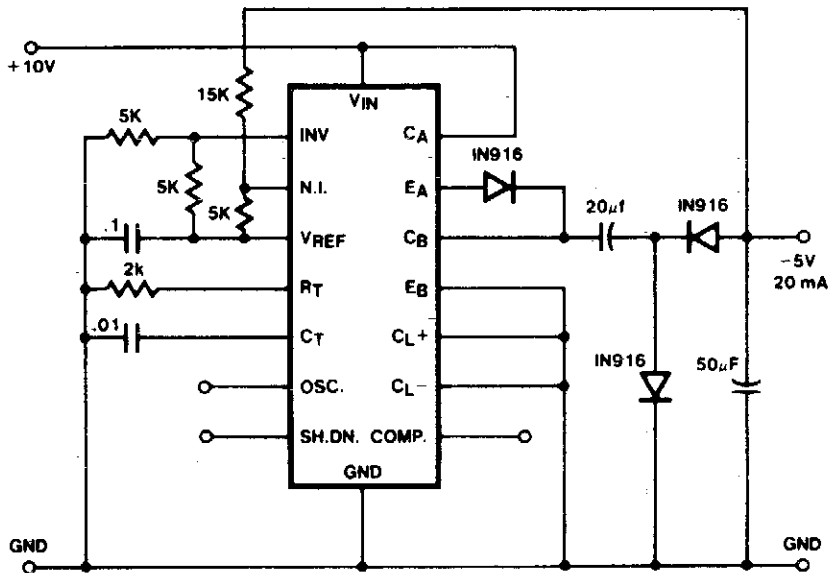 +10V
15K
5K
5K
5K
.1
2k
.01
VIN
INV
N.I.
VREF
RT
CT
OSC.
SH.DN.
COMP.
GND
CA
EA
CB
EB
CL+
CL-
IN916
20µf
IN916
-5V
20 mA
IN916
50µF
GND
GND